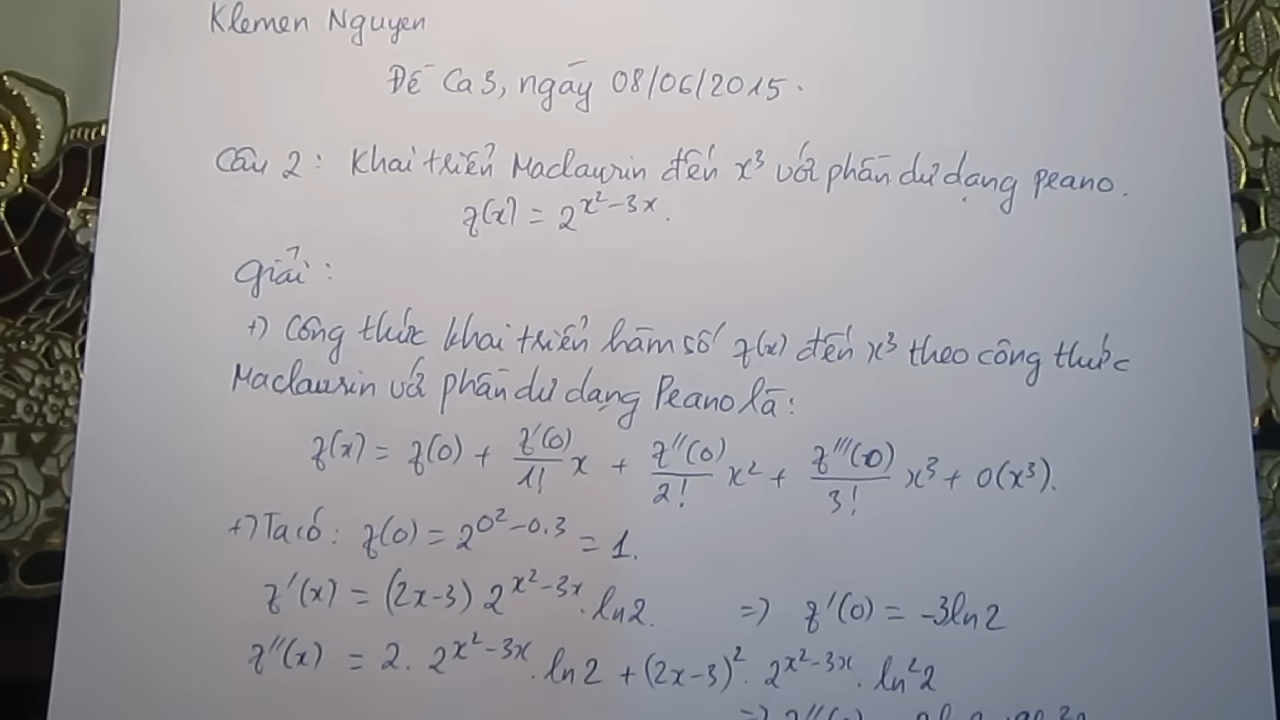 Klemen Nguyen
Đề Ca 3, ngày 08/06/2015.
Câu 2: Khai triển Maclaurin đến x³ với phần dư dạng peano.
f(x) = 2^{x²-3x}.
Giải:
+) Công thức khai triển hàm số f(x) đến x³ theo công thức
Maclaurin với phần dư dạng Peano là:
f(x) = f(0) + \frac{f'(0)}{1!}x + \frac{f''(0)}{2!}x² + \frac{f'''(0)}{3!}x³ + 0(x³).
+) Ta có: f(0) = 2^{0²-0.3} = 1.
f'(x) = (2x-3) 2^{x²-3x}.ln2. => f'(0) = -3ln2
f''(x) = 2. 2^{x²-3x}.ln2 + (2x-3)². 2^{x²-3x}. ln²2